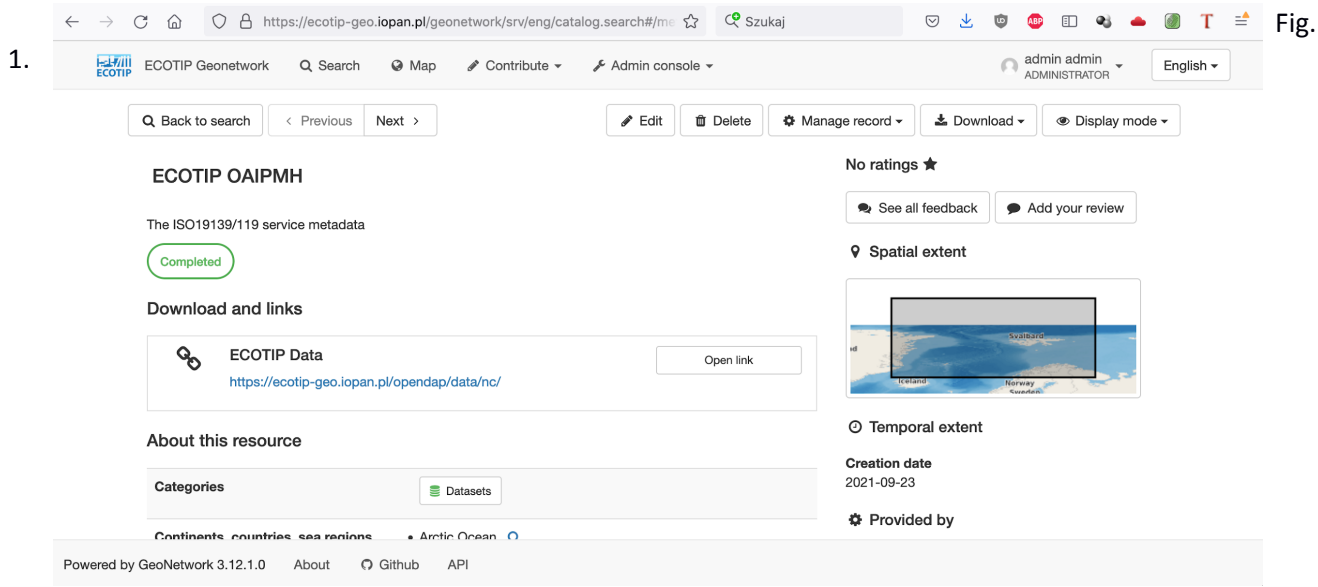 https://ecotip-geo.iopan.pl/geonetwork/srv/eng/catalog.search#/me
Szukaj
Fig.
1.
ECOTIP
ECOTIP Geonetwork
Search
Map
Contribute
Admin console
admin admin
ADMINISTRATOR
English
Back to search
Previous
Next
Edit
Delete
Manage record
Download
Display mode
ECOTIP OAIPMH
The ISO19139/119 service metadata
Completed
Download and links
ECOTIP Data
https://ecotip-geo.iopan.pl/opendap/data/nc/
Open link
About this resource
Categories
Datasets
Continents, countries, sea regions
• Arctic Ocean
No ratings
See all feedback
Add your review
Spatial extent
Svalbard
Iceland
Norway
Sweden
Temporal extent
Creation date
2021-09-23
Provided by
Powered by GeoNetwork 3.12.1.0
About
Github
API